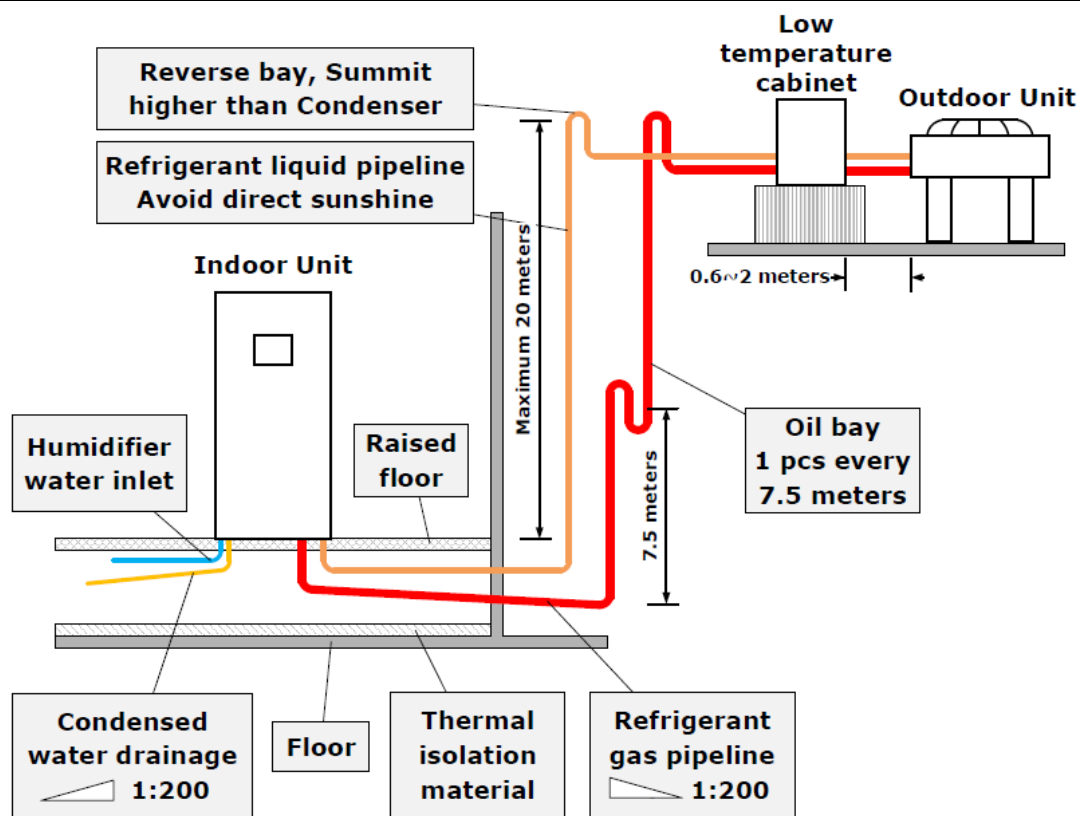 Low
temperature
cabinet
Outdoor Unit
Reverse bay, Summit
higher than Condenser
Refrigerant liquid pipeline
Avoid direct sunshine
Indoor Unit
Maximum 20 meters
0.6~2 meters
Humidifier
water inlet
Raised
floor
7.5 meters
Oil bay
1 pcs every
7.5 meters
Condensed
water drainage
1:200
Floor
Thermal
isolation
material
Refrigerant
gas pipeline
1:200